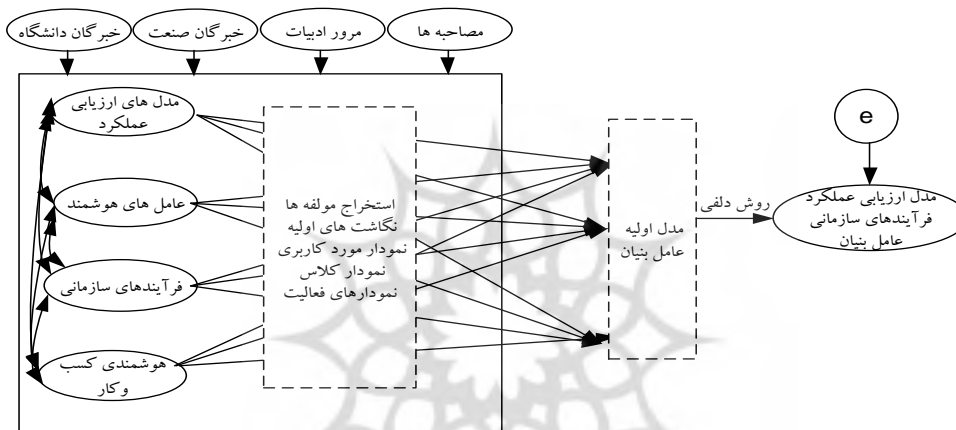 خبرگان دانشگاه
خبرگان صنعت
مرور ادبیات
مصاحبه ها
مدل های ارزیابی
عملکرد
عامل های هوشمند
فرآیندهای سازمانی
هوشمندی کسب
وکار
استخراج مولفه ها
نگاشت های اولیه
نمودار مورد کاربری
نمودار کلاس
نمودارهای فعالیت
مدل اولیه
عامل بنیان
روش دلفی
e
مدل ارزیابی عملکرد
فرآیندهای سازمانی
عامل بنیان